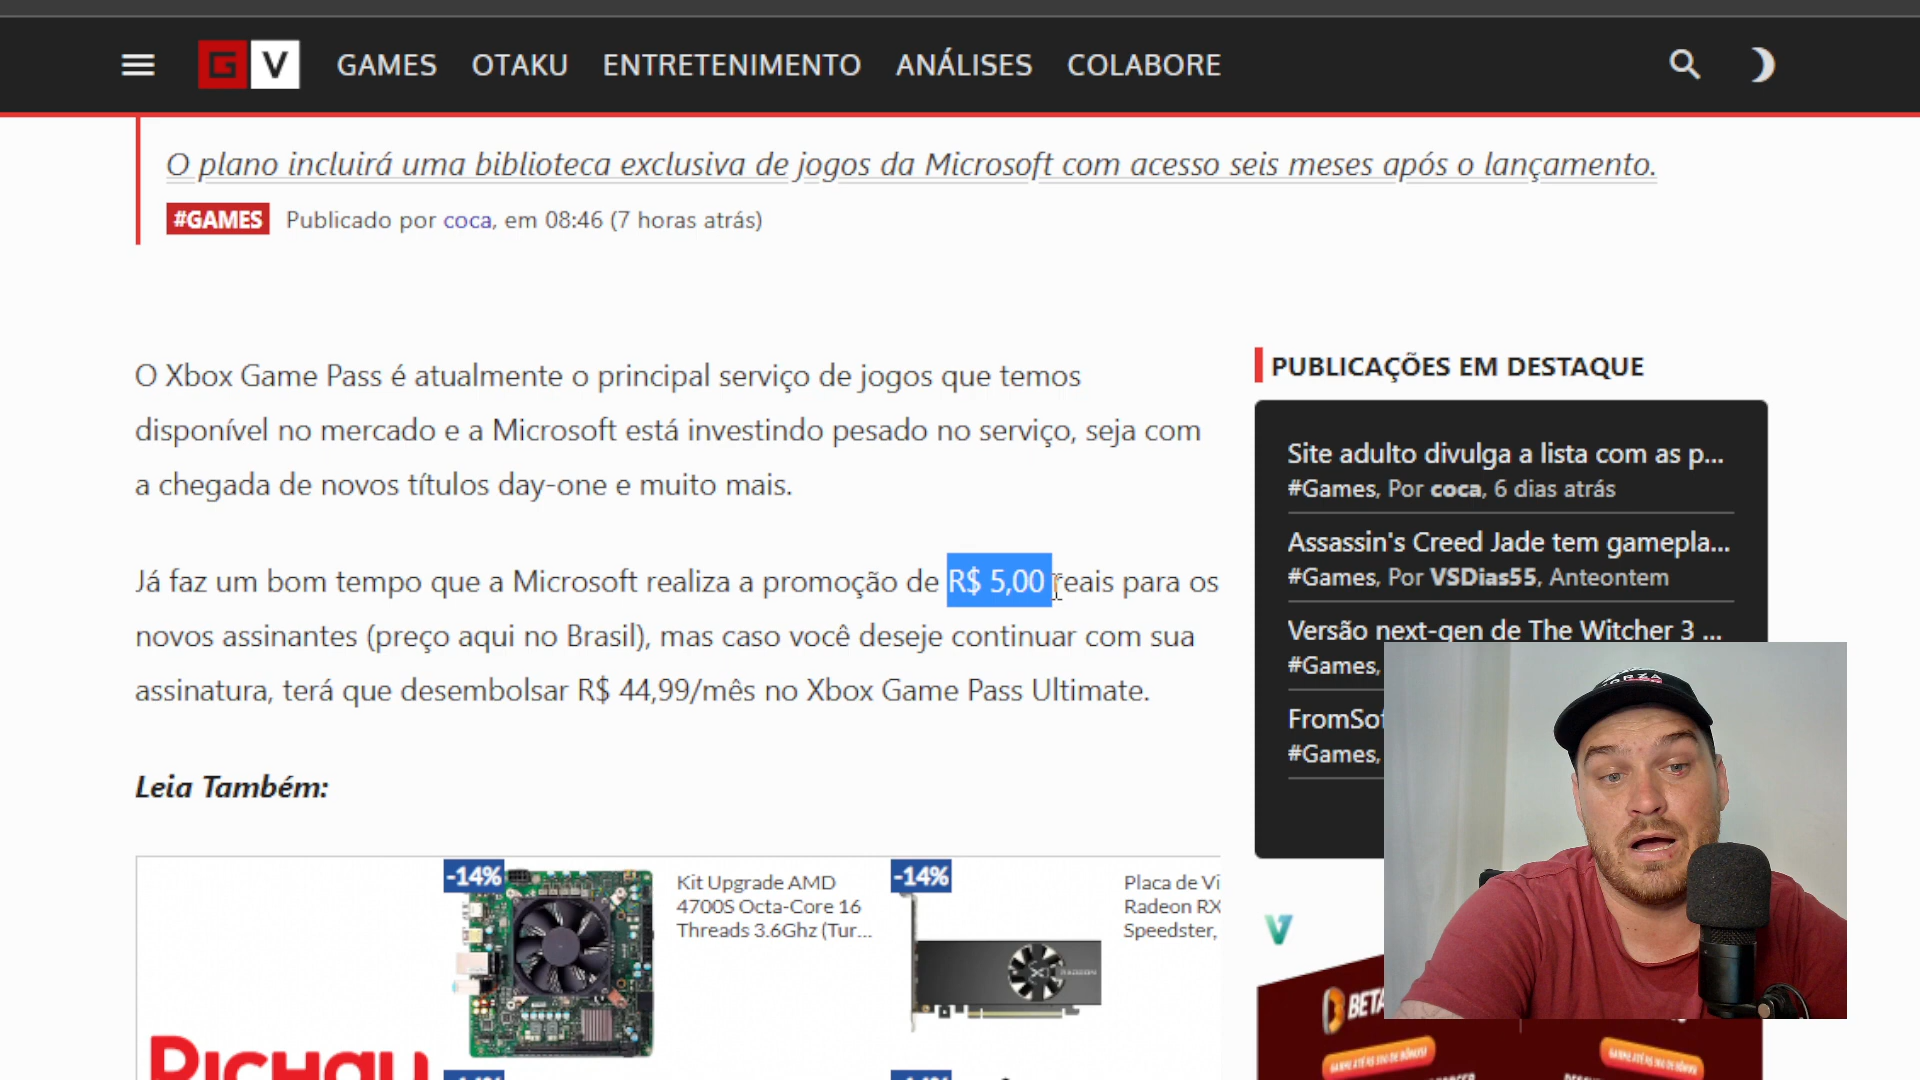 G V GAMES OTAKU ENTRETENIMENTO ANÁLISES COLABORE
O plano incluirá uma biblioteca exclusiva de jogos da Microsoft com acesso seis meses após o lançamento.
#GAMES Publicado por coca, em 08:46 (7 horas atrás)
O Xbox Game Pass é atualmente o principal serviço de jogos que temos
disponível no mercado e a Microsoft está investindo pesado no serviço, seja com
a chegada de novos títulos day-one e muito mais.
Já faz um bom tempo que a Microsoft realiza a promoção de R$ 5,00 reais para os
novos assinantes (preço aqui no Brasil), mas caso você deseje continuar com sua
assinatura, terá que desembolsar R$ 44,99/mês no Xbox Game Pass Ultimate.
Leia Também:
-14%
Kit Upgrade AMD
4700S Octa-Core 16
Threads 3.6Ghz (Tur...
-14%
Placa de Vi
Radeon RX
Speedster,
RADEON
PUBLICAÇÕES EM DESTAQUE
Site adulto divulga a lista com as p...
#Games, Por coca, 6 dias atrás
Assassin's Creed Jade tem gamepla...
#Games, Por VSDias55, Anteontem
Versão next-gen de The Witcher 3 ...
#Games,
FromSof
#Games,